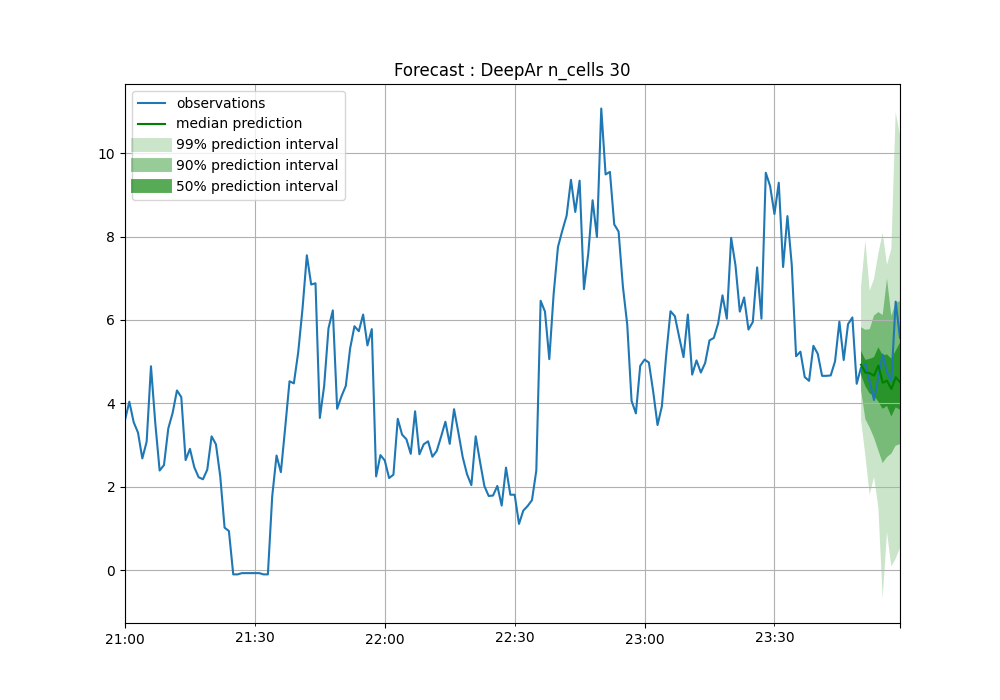 Forecast : DeepAr n_cells 30
observations
median prediction
99% prediction interval
90% prediction interval
50% prediction interval
10
8
6
4
2
0
21:00 21:30 22:00 22:30 23:00 23:30